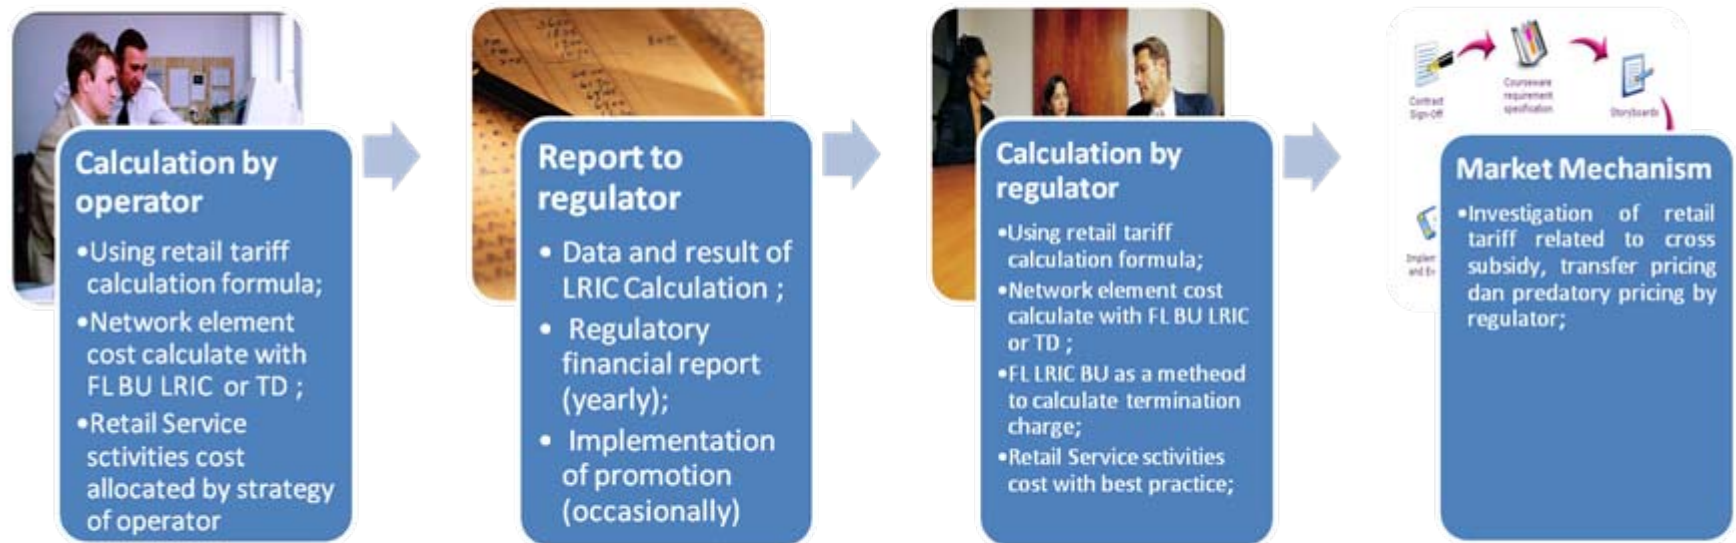 Calculation by
operator
•Using retail tariff
calculation formula;
•Network element
cost calculate with
FL BU LRIC or TD ;
•Retail Service
sctivities cost
allocated by strategy
of operator
Report to
regulator
• Data and result of
LRIC Calculation ;
• Regulatory
financial report
(yearly);
• Implementation
of promotion
(occasionally)
Calculation by
regulator
•Using retail tariff
calculation formula;
•Network element cost
calculate with FL BU LRIC
or TD ;
•FL LRIC BU as a metheod
to calculate termination
charge;
•Retail Service sctivities
cost with best practice;
Contract
Sign-Off
Courseware
requirement
specification
Storyboards
Implem
and Ev
Market Mechanism
•Investigation of retail
tariff related to cross
subsidy, transfer pricing
dan predatory pricing by
regulator;